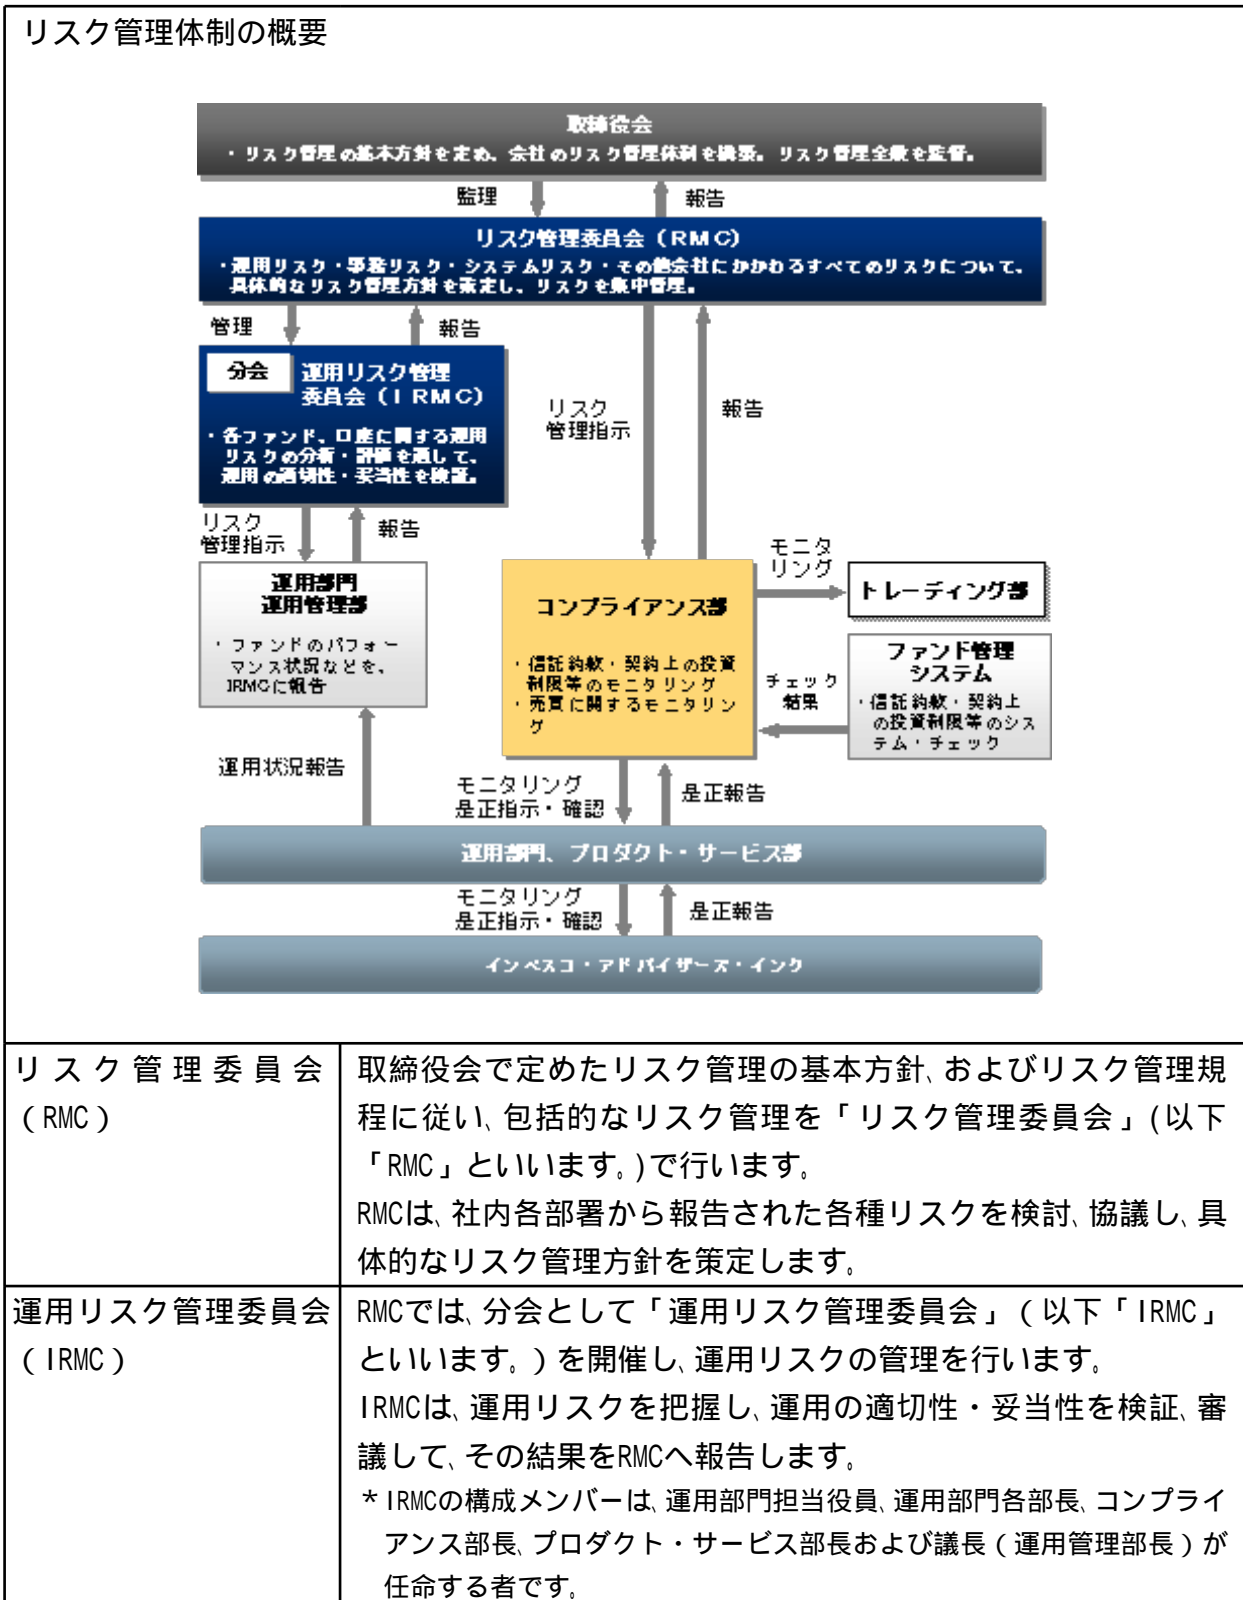 リスク管理体制の概要
取締役会
・リスク管理の基本方針を定め、会社のリスク管理体制を構築。リスク管理全般を監督。
監理
報告
リスク管理委員会（RMC）
・運用リスク・事務リスク・システムリスク・その他会社にかかわるすべてのリスクについて、
具体的なリスク管理方針を策定し、リスクを集中管理。
管理
報告
分会
運用リスク管理
委員会（IRMC）
・各ファンド、口座に関する運用
リスクの分析・評価を通して、
運用の適切性・妥当性を検証。
リスク
管理指示
報告
リスク
管理指示
報告
運用部門
運用管理部
・ファンドのパフォー
マンス状況などを、
IRMCに報告
コンプライアンス部
・信託約款・契約上の投資
制限等のモニタリング
・売買に関するモニタリン
グ
モニタ
リング
トレーディング部
ファンド管理
システム
・信託約款・契約上
の投資制限等のシス
テム・チェック
チェック
結果
運用状況報告
モニタリング
是正指示・確認
是正報告
運用部門、プロダクト・サービス部
モニタリング
是正指示・確認
是正報告
インベスコ・アドバイザーズ・インク
リスク管理委員会
（RMC）
取締役会で定めたリスク管理の基本方針、およびリスク管理規
程に従い、包括的なリスク管理を「リスク管理委員会」(以下
「RMC」といいます。)で行います。
RMCは、社内各部署から報告された各種リスクを検討、協議し、具
体的なリスク管理方針を策定します。
運用リスク管理委員会
（IRMC）
RMCでは、分会として「運用リスク管理委員会」（以下「IRMC」
といいます。）を開催し、運用リスクの管理を行います。
IRMCは、運用リスクを把握し、運用の適切性・妥当性を検証、審
議して、その結果をRMCへ報告します。
＊IRMCの構成メンバーは、運用部門担当役員、運用部門各部長、コンプライ
アンス部長、プロダクト・サービス部長および議長（運用管理部長）が
任命する者です。